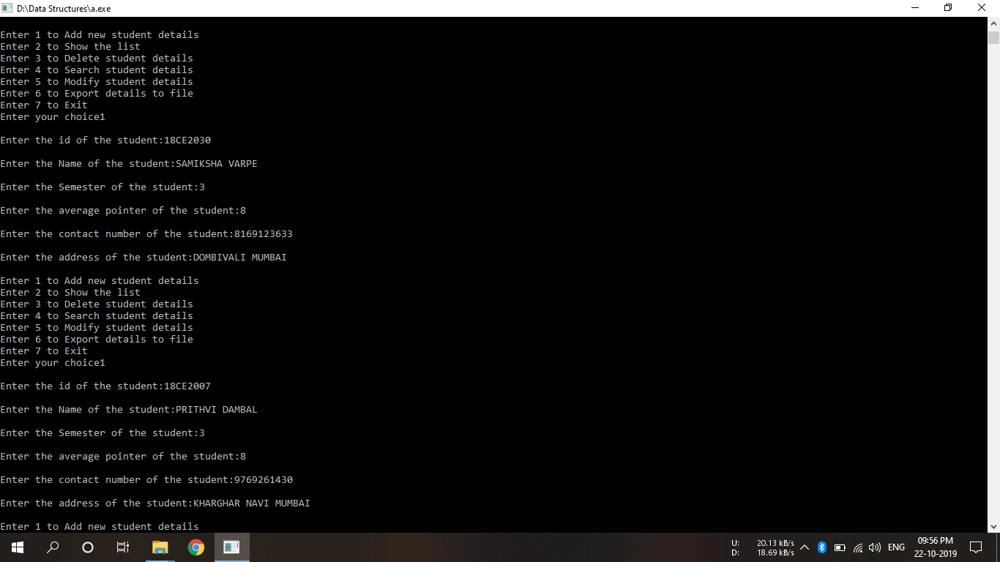 D:\Data Structures\a.exe
Enter 1 to Add new student details
Enter 2 to Show the list
Enter 3 to Delete student details
Enter 4 to Search student details
Enter 5 to Modify student details
Enter 6 to Export details to file
Enter 7 to Exit
Enter your choice1
Enter the id of the student:18CE2030
Enter the Name of the student:SAMIKSHA VARPE
Enter the Semester of the student:3
Enter the average pointer of the student:8
Enter the contact number of the student:8169123633
Enter the address of the student:DOMBIVALI MUMBAI
Enter 1 to Add new student details
Enter 2 to Show the list
Enter 3 to Delete student details
Enter 4 to Search student details
Enter 5 to Modify student details
Enter 6 to Export details to file
Enter 7 to Exit
Enter your choice1
Enter the id of the student:18CE2007
Enter the Name of the student:PRITHVI DAMBAL
Enter the Semester of the student:3
Enter the average pointer of the student:8
Enter the contact number of the student:9769261430
Enter the address of the student:KHARGHAR NAVI MUMBAI
Enter 1 to Add new student details
U: 20.13 kB/s
D: 18.69 kB/s
ENG
09:56 PM
22-10-2019